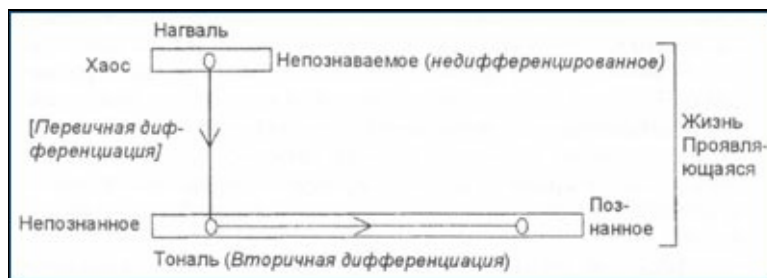 Нагваль
Хаос
Непознаваемое (недифференцированное)
[Первичная диф-
ференциация]
Жизнь
Проявля-
ющаяся
Непознанное
Поз-
нанное
Тональ (Вторичная дифференциация)